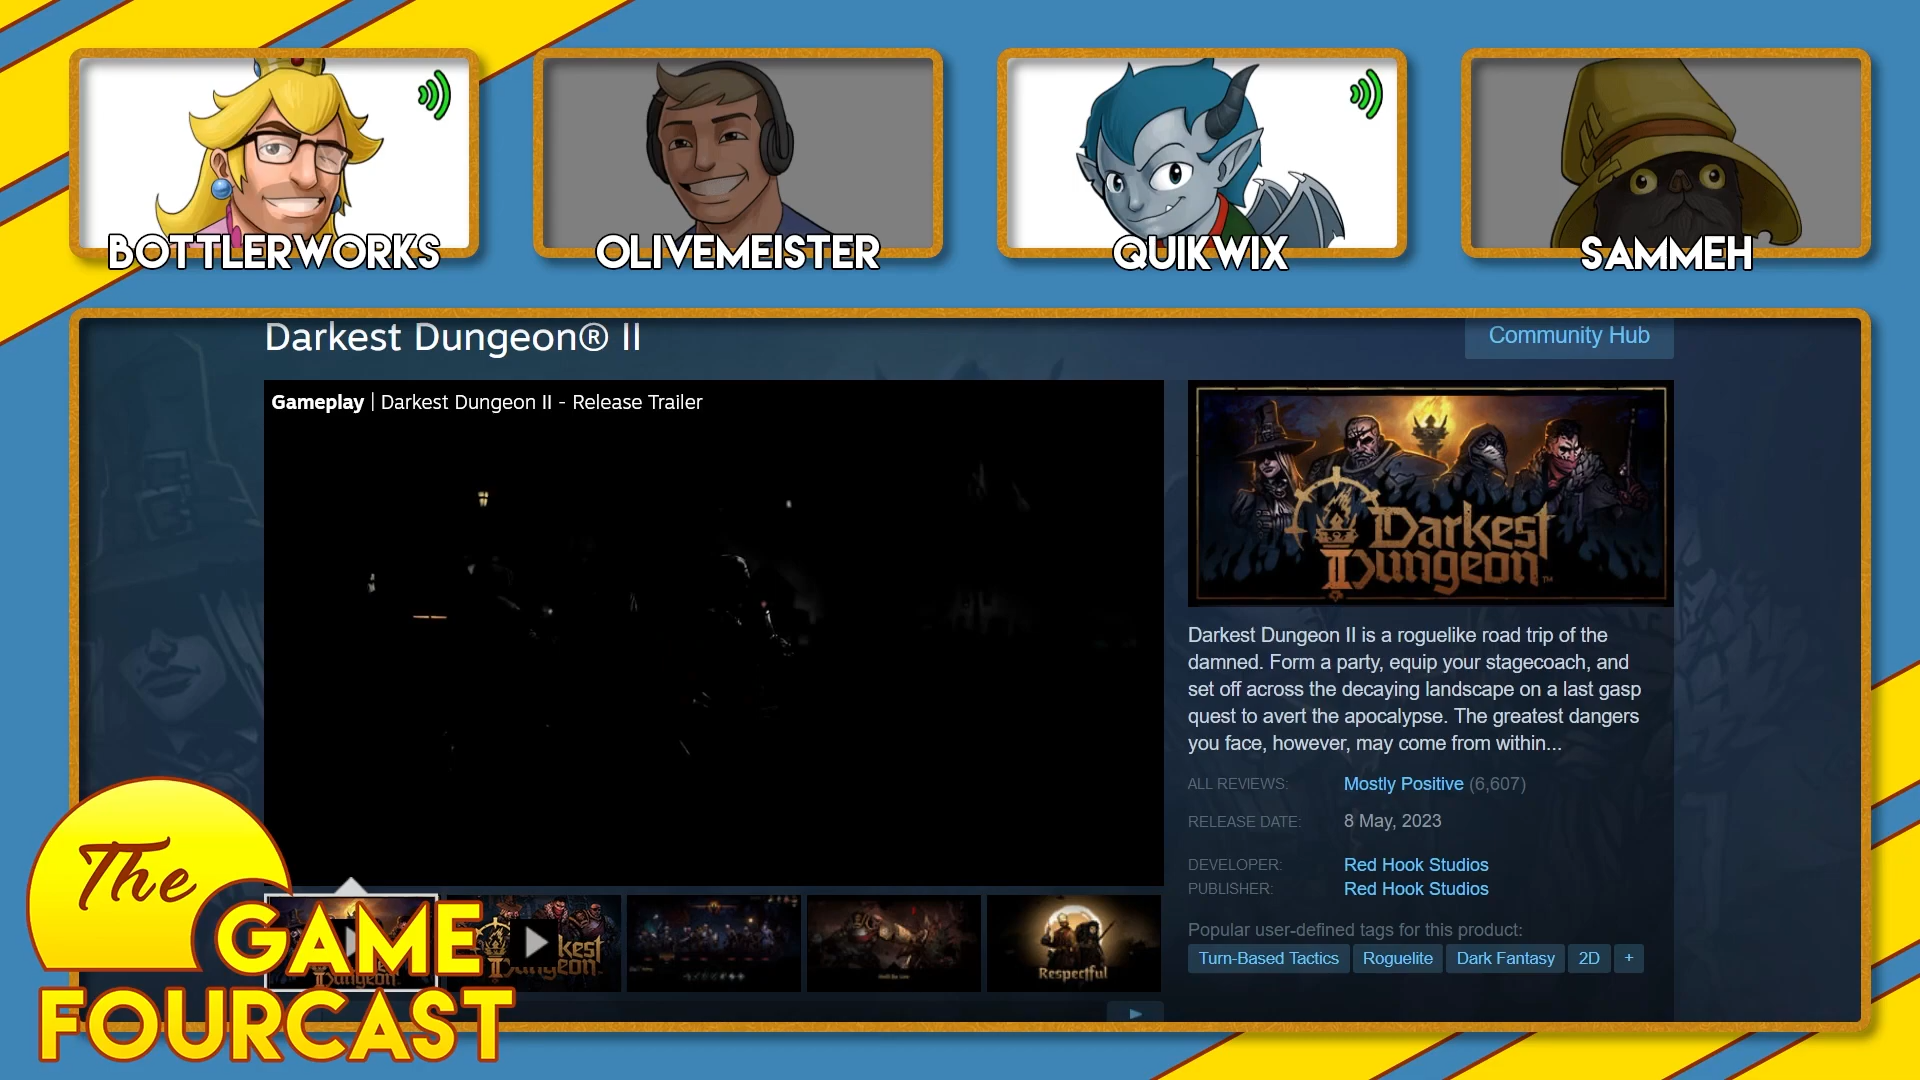 BOTTLERWORKS
OLIVEMEISTER
QUIKWIX
SAMMEH
Darkest Dungeon® II
Community Hub
Gameplay | Darkest Dungeon II - Release Trailer
Darkest
Dungeon™
Darkest Dungeon II is a roguelike road trip of the
damned. Form a party, equip your stagecoach, and
set off across the decaying landscape on a last gasp
quest to avert the apocalypse. The greatest dangers
you face, however, may come from within...
ALL REVIEWS: Mostly Positive (6,607)
RELEASE DATE: 8 May, 2023
DEVELOPER: Red Hook Studios
PUBLISHER: Red Hook Studios
Popular user-defined tags for this product:
Turn-Based Tactics Roguelite Dark Fantasy 2D +
Respectful
The
GAME
FOURCAST